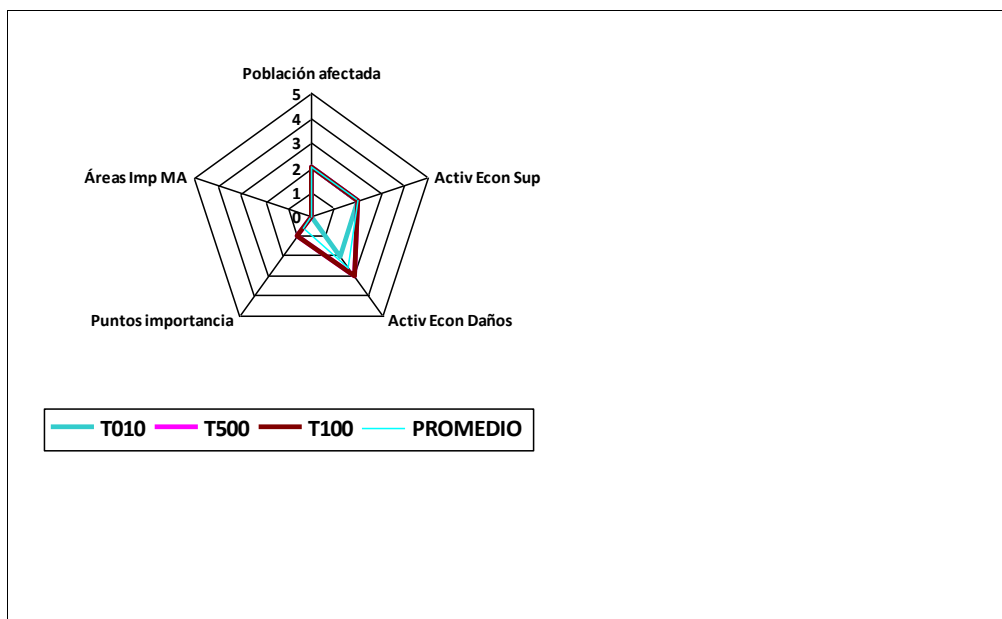 Población afectada
5
4
3
2
1
0
Áreas Imp MA
Activ Econ Sup
Puntos importancia
Activ Econ Daños
T010 T500 T100 PROMEDIO